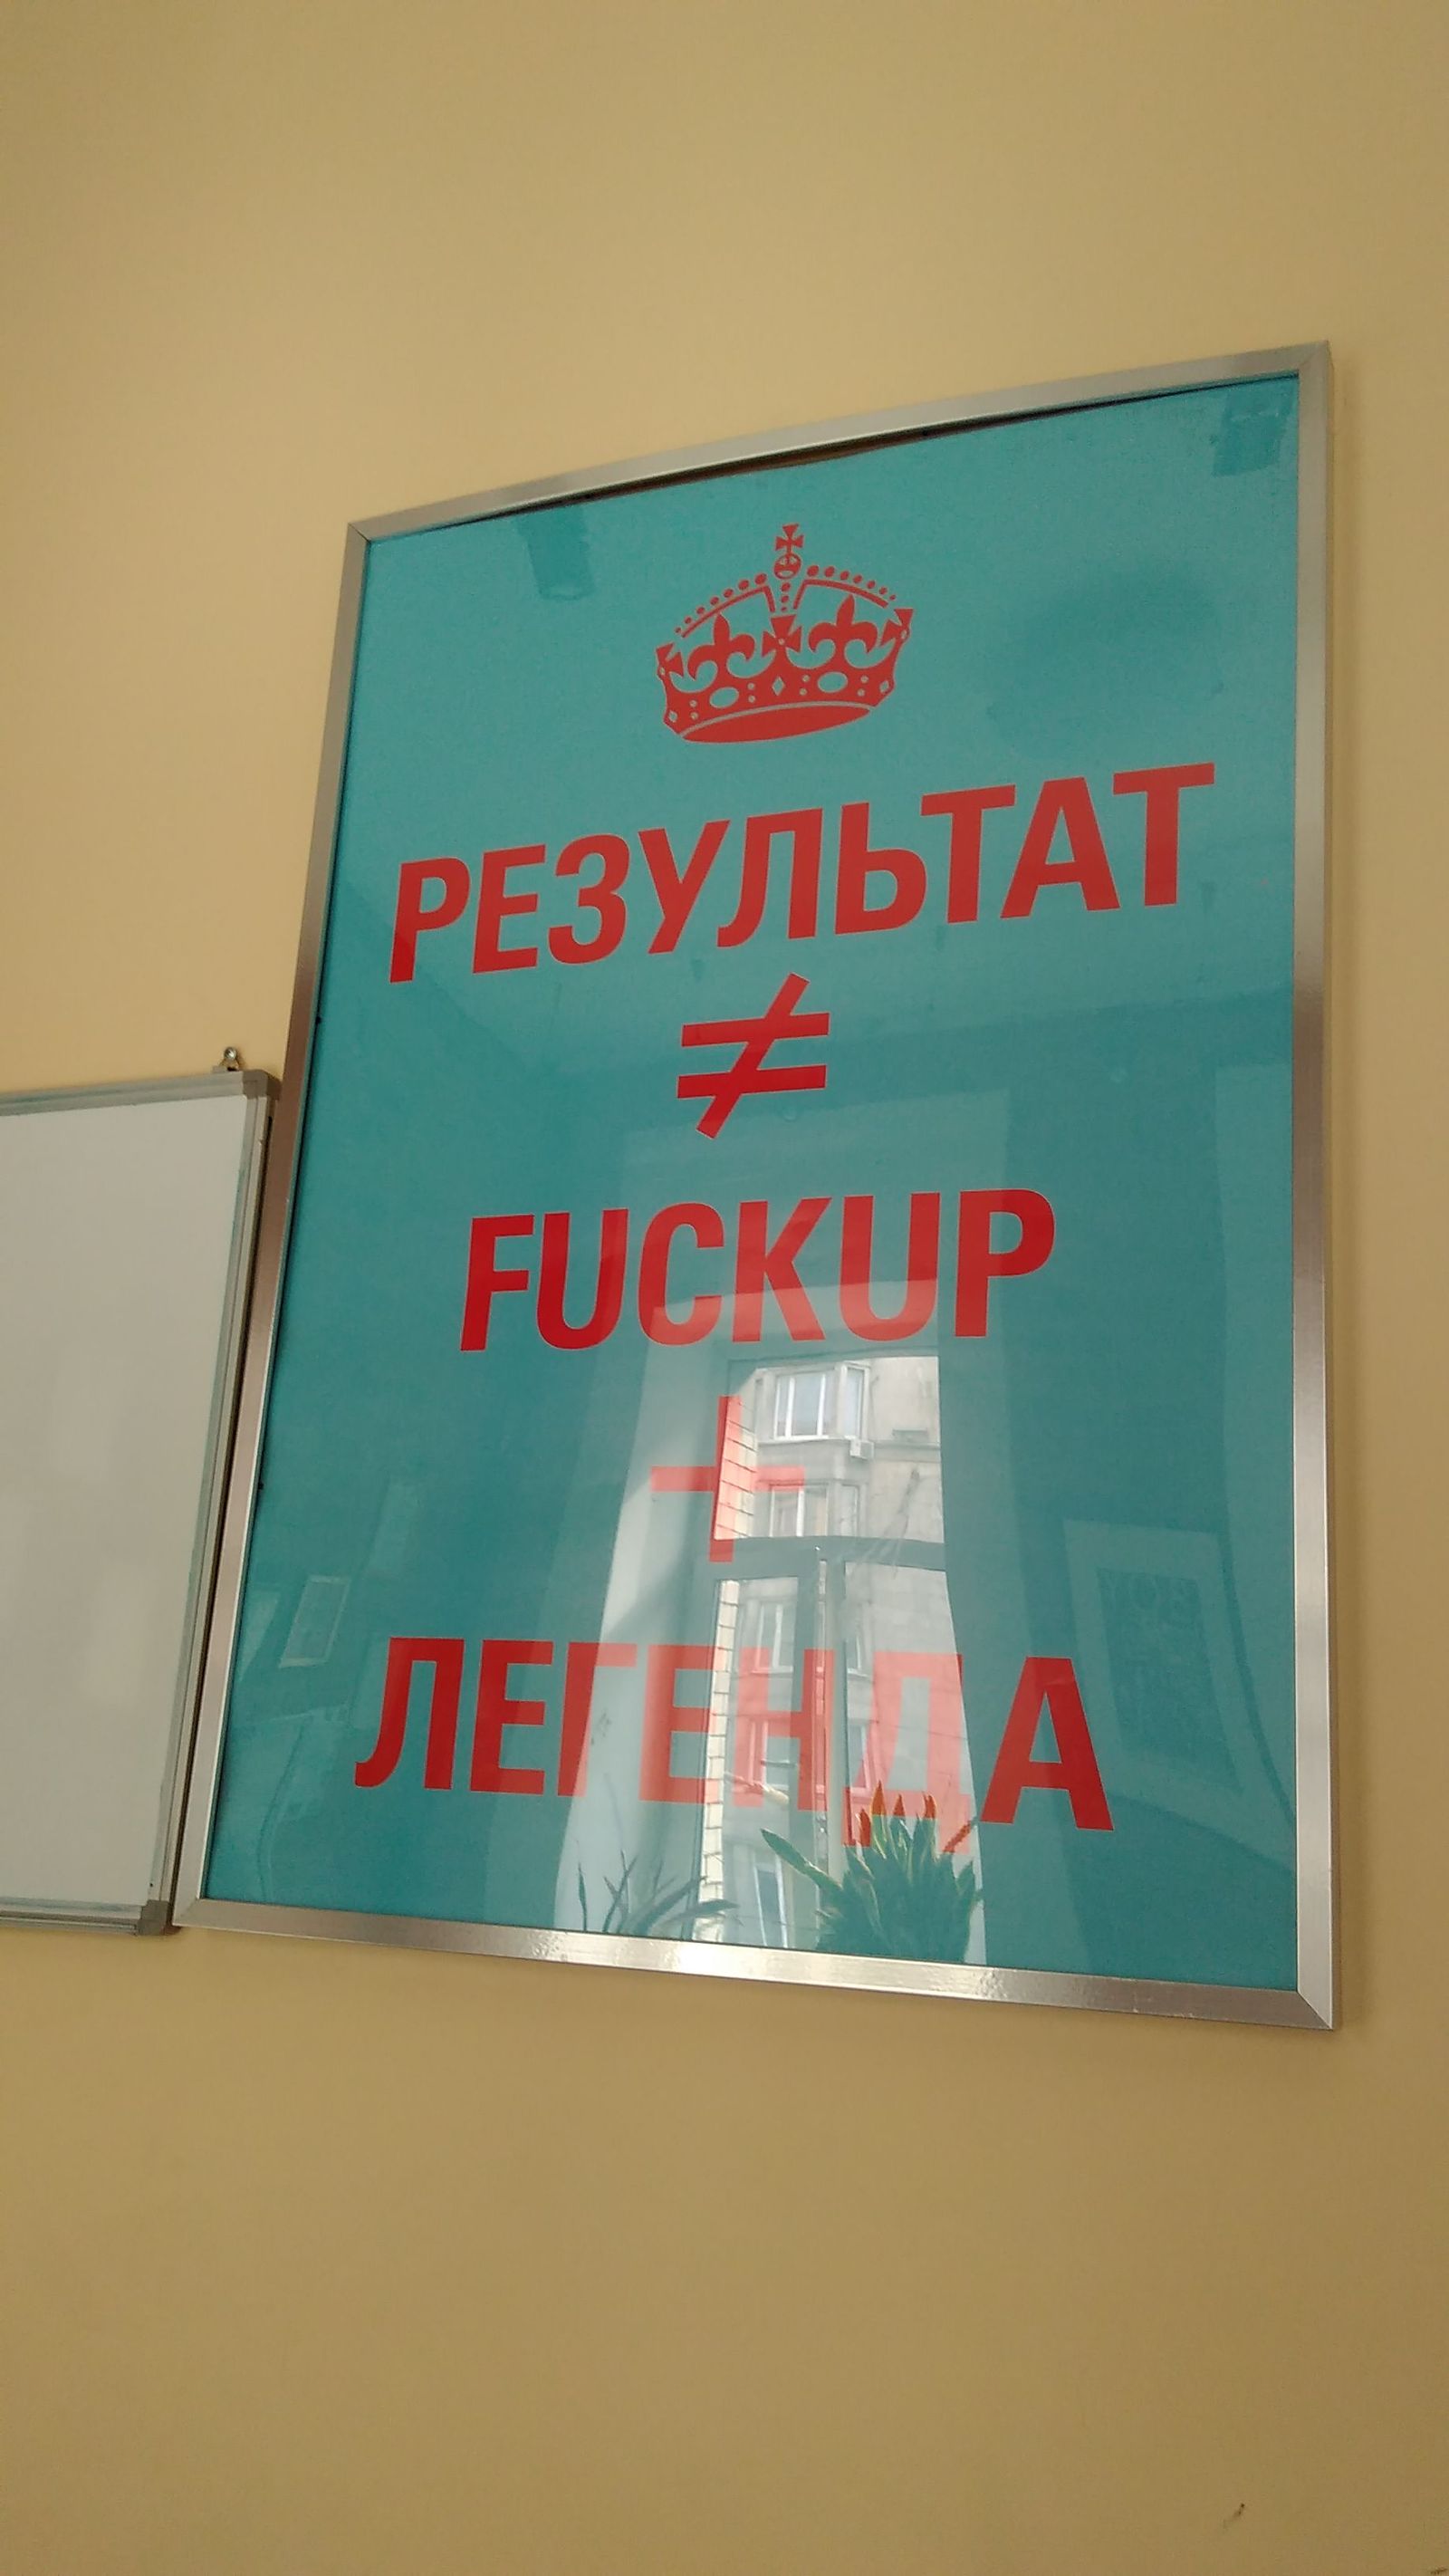 РЕЗУЛЬТАТ
≠
FUCKUP
+
ЛЕГЕНДА